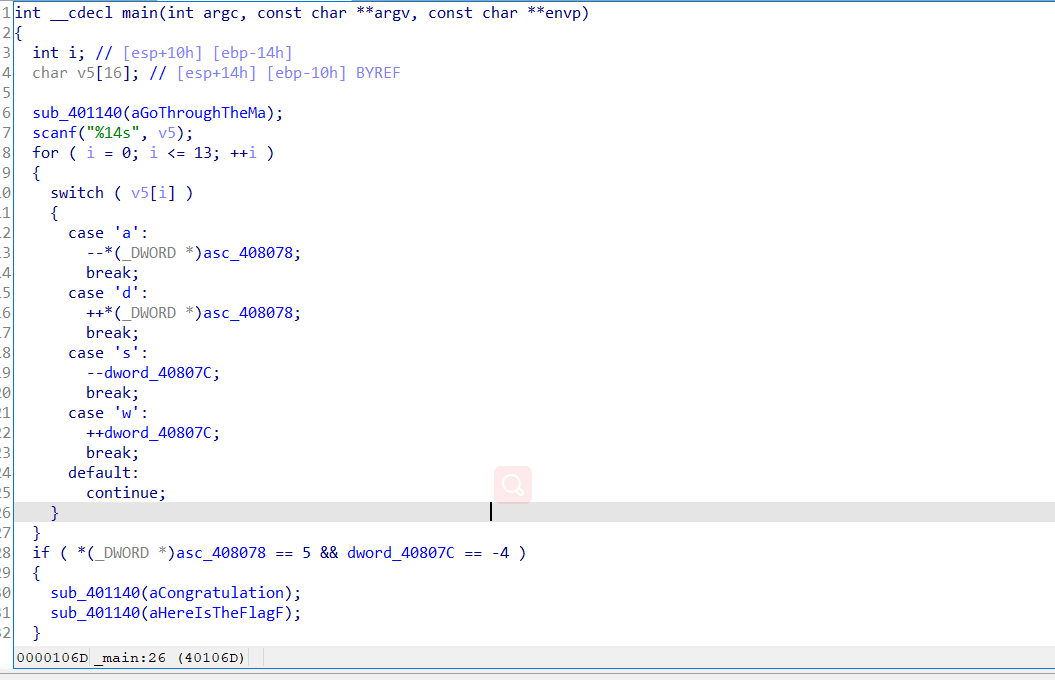 1 int __cdecl main(int argc, const char **argv, const char **envp)
2 {
3 int i; // [esp+10h] [ebp-14h]
4 char v5[16]; // [esp+14h] [ebp-10h] BYREF
5
6 sub_401140(aGoThroughTheMa);
7 scanf("%14s", v5);
8 for ( i = 0; i <= 13; ++i )
9 {
0 switch ( v5[i] )
1 {
2 case 'a':
3 --*(_DWORD *)asc_408078;
4 break;
5 case 'd':
6 ++*(_DWORD *)asc_408078;
7 break;
8 case 's':
9 --dword_40807C;
0 break;
1 case 'w':
2 ++dword_40807C;
3 break;
4 default:
5 continue;
6 }
7 }
8 if ( *(_DWORD *)asc_408078 == 5 && dword_40807C == -4 )
9 {
0 sub_401140(aCongratulation);
1 sub_401140(aHereIsTheFlagF);
2 }
0000106D _main:26 (40106D)